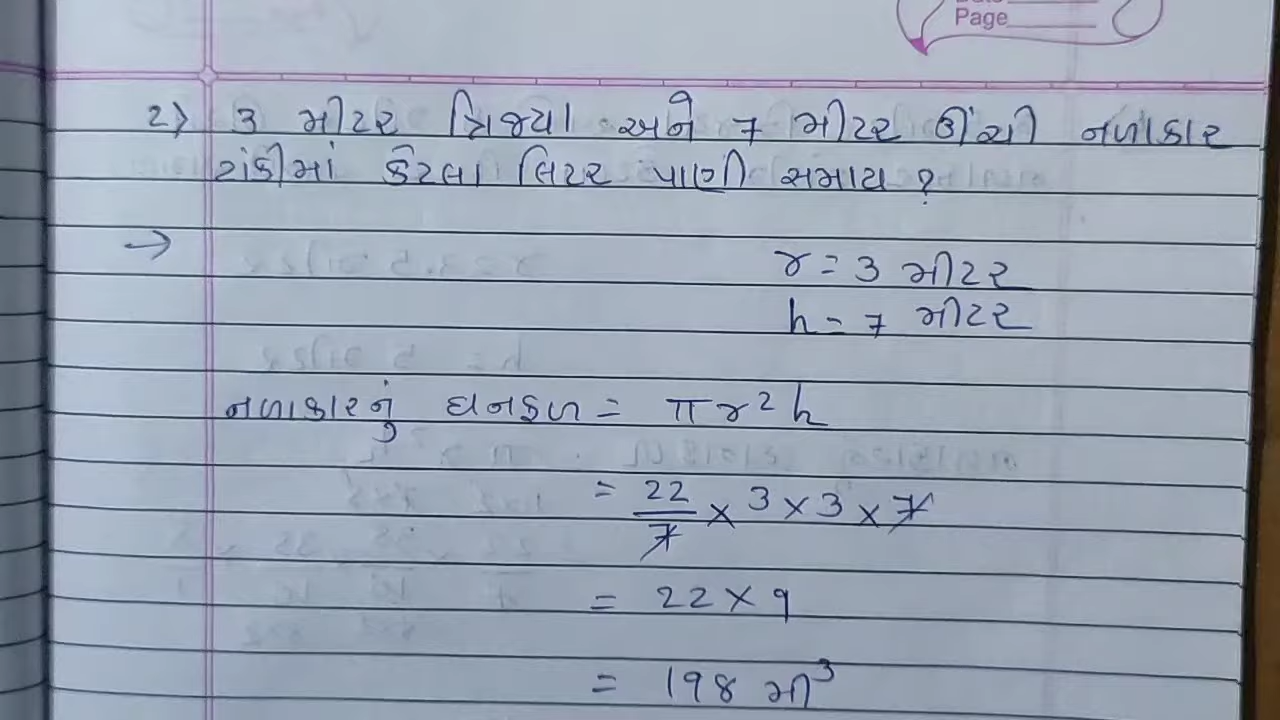 Page
2) 3 મીટર ત્રિજ્યા અને 7 મીટર ઊંચી નળાકાર
ટાંકીમાં કેટલા લિટર પાણી સમાય ?
→ r = 3 મીટર
h = 7 મીટર
નળાકારનું ઘનફળ = π r² h
= 22/7 × 3 × 3 × 7
= 22 × 9
= 198 મી³